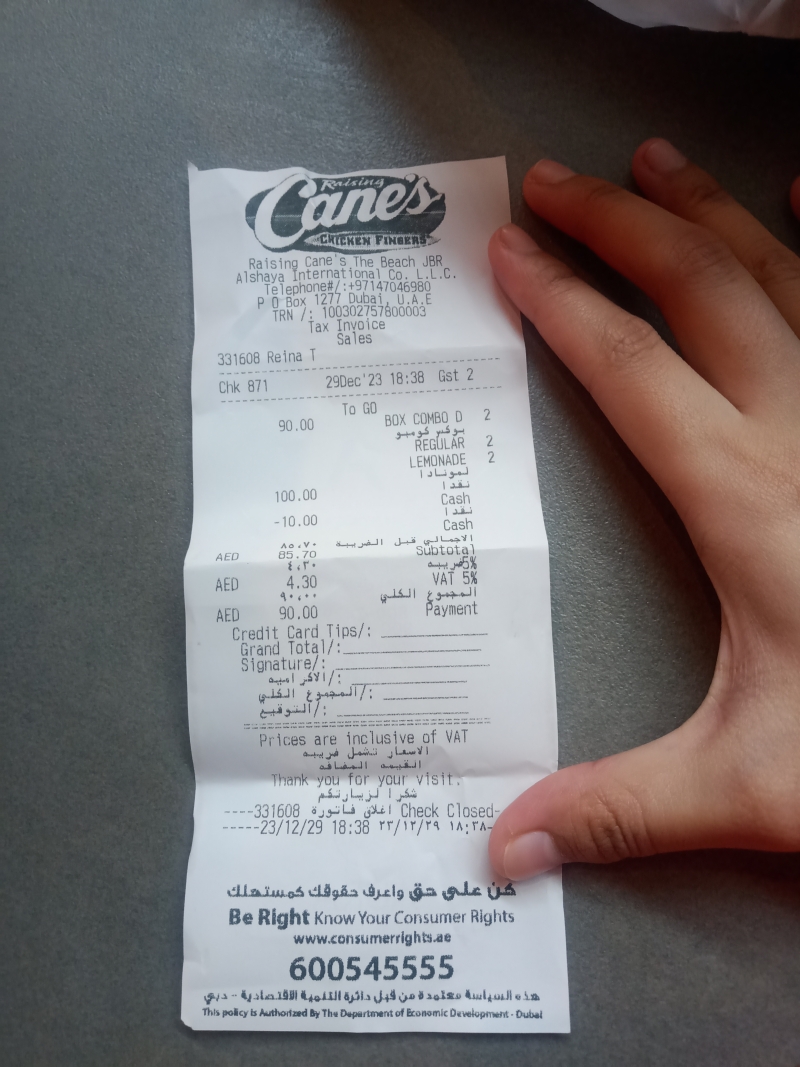 Raising
Cane's
CHICKEN FINGERS
Raising Cane's The Beach JBR
Alshaya International Co. L.L.C.
Telephone#/:+97147046980
P O Box 1277 Dubai, U.A.E
TRN /: 100302757800003
Tax Invoice
Sales
331608 Reina T
Chk 871 29Dec'23 18:38 Gst 2
To GO
90.00 BOX COMBO D 2
بوكس كومبو
REGULAR 2
LEMONADE 2
ليمونادا
نقدا
100.00 Cash
نقدا
-10.00 Cash
٨٥.٧٠ الاجمالي قبل الضريبة
AED 85.70 Subtotal
٤.٣٠ ضريبه 5%
AED 4.30 VAT 5%
٩٠.٠٠ المجموع الكلي
AED 90.00 Payment
Credit Card Tips/:
Grand Total/:
Signature/:
الاكراميه/:
المجموع الكلي/:
التوقيع/:
Prices are inclusive of VAT
الاسعار تشمل ضريبه
القيمه المضافه
Thank you for your visit.
شكرا لزيارتكم
----331608 اغلاق فاتورة Check Closed-
-----23/12/29 18:38 ٢٣/١٢/٢٩ ١٨:٣٨-
كن على حق واعرف حقوقك كمستهلك
Be Right Know Your Consumer Rights
www.consumerrights.ae
600545555
هذه السياسة معتمدة من قبل دائرة التنمية الاقتصادية - دبي
This policy is Authorized By The Department of Economic Development - Dubai